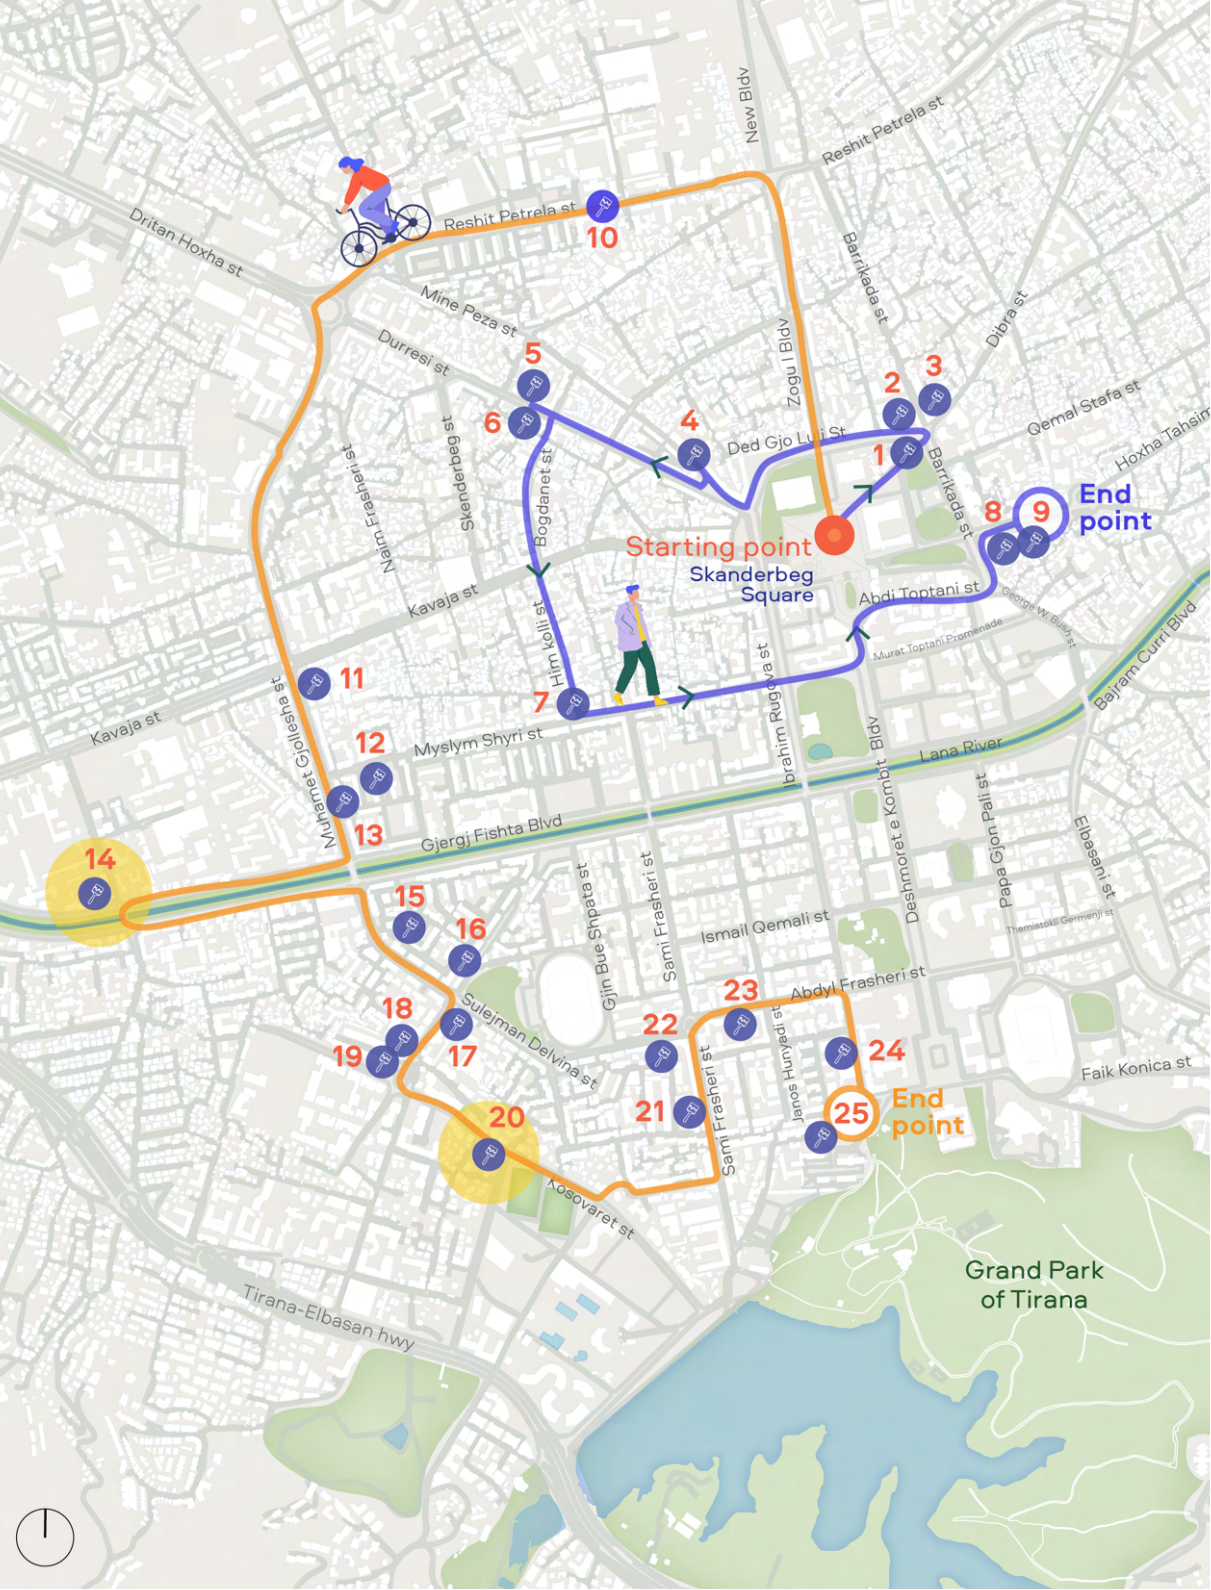 New Bldv
Reshit Petrela st
Dritan Hoxha st
Reshit Petrela st
10
Barrikada st
Mine Peza st
Dibra st
Durresi st
Zogu I Bldv
5
3
2
Qemal Stafa st
6
4
Ded Gjo Luli St
1
Hoxha Tahsim
Skenderbeg st
Naim Frasheri st
Bogdanet st
Barrikada st
8
9
End
point
Starting point
Skanderbeg
Square
Kavaja st
Abdi Toptani st
George W. Bush st
Murat Toptani Promenade
Him kolli st
Bajram Curri Blvd
11
7
Ibrahim Rugova st
Muhamet Gjollesha st
Kavaja st
Myslym Shyri st
12
Lana River
Deshmoret e Kombit Bldv
13
Gjergj Fishta Blvd
Papa Gjon Pali st
Elbasani st
14
15
16
Gjin Bue Shpata st
Sami Frasheri st
Ismail Qemali st
Themistokli Germenji st
Abdyl Frasheri st
23
18
Sulejman Delvina st
22
Janos Hunyadi st
19
17
24
Faik Konica st
20
21
Sami Frasheri st
25
End
point
Kosovaret st
Grand Park
of Tirana
Tirana-Elbasan hwy